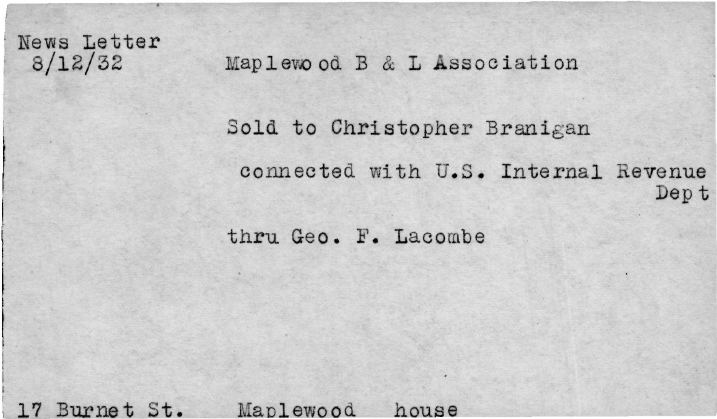 News Letter
8/12/32 Maplewood B & L Association
Sold to Christopher Branigan
connected with U.S. Internal Revenue
Dept
thru Geo. F. Lacombe
17 Burnet St. Maplewood house